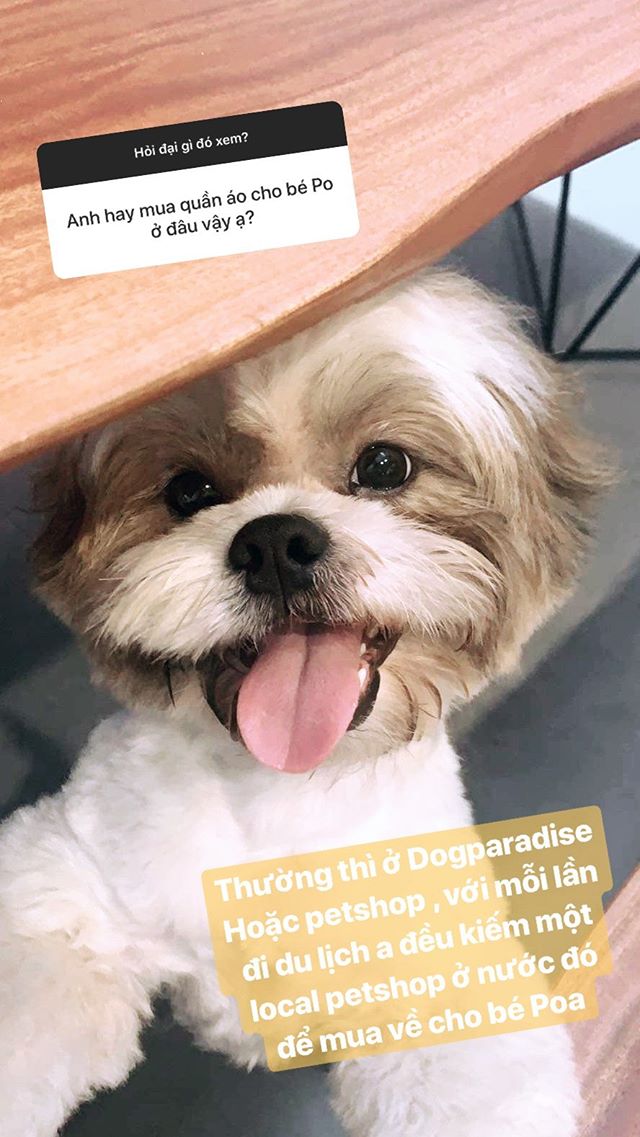 Hỏi đại gì đó xem?
Anh hay mua quần áo cho bé Po
ở đâu vậy ạ?
Thường thì ở Dogparadise
Hoặc petshop , với mỗi lần
đi du lịch a đều kiếm một
local petshop ở nước đó
để mua về cho bé Poa